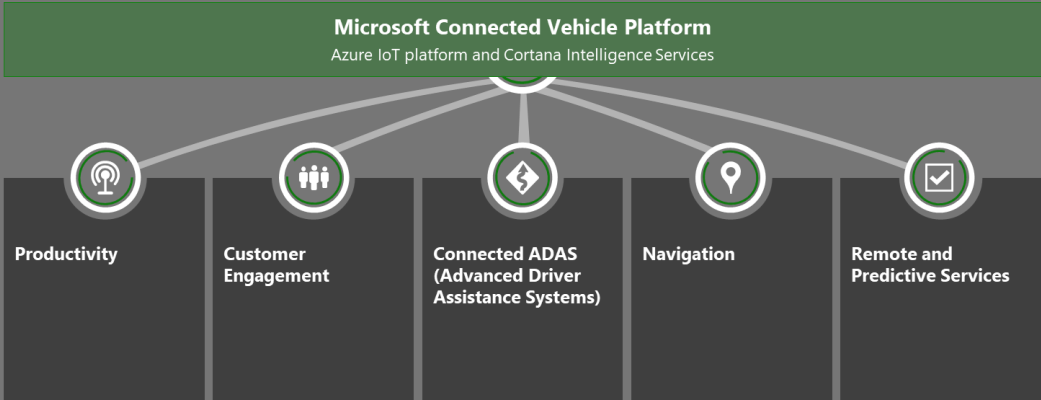 Microsoft Connected Vehicle Platform
Azure IoT platform and Cortana Intelligence Services
Productivity
Customer
Engagement
Connected ADAS
(Advanced Driver
Assistance Systems)
Navigation
Remote and
Predictive Services